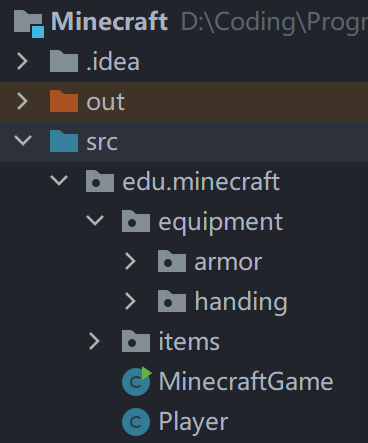 Minecraft D:\Coding\Progr
.idea
out
src
edu.minecraft
equipment
armor
handing
items
MinecraftGame
Player